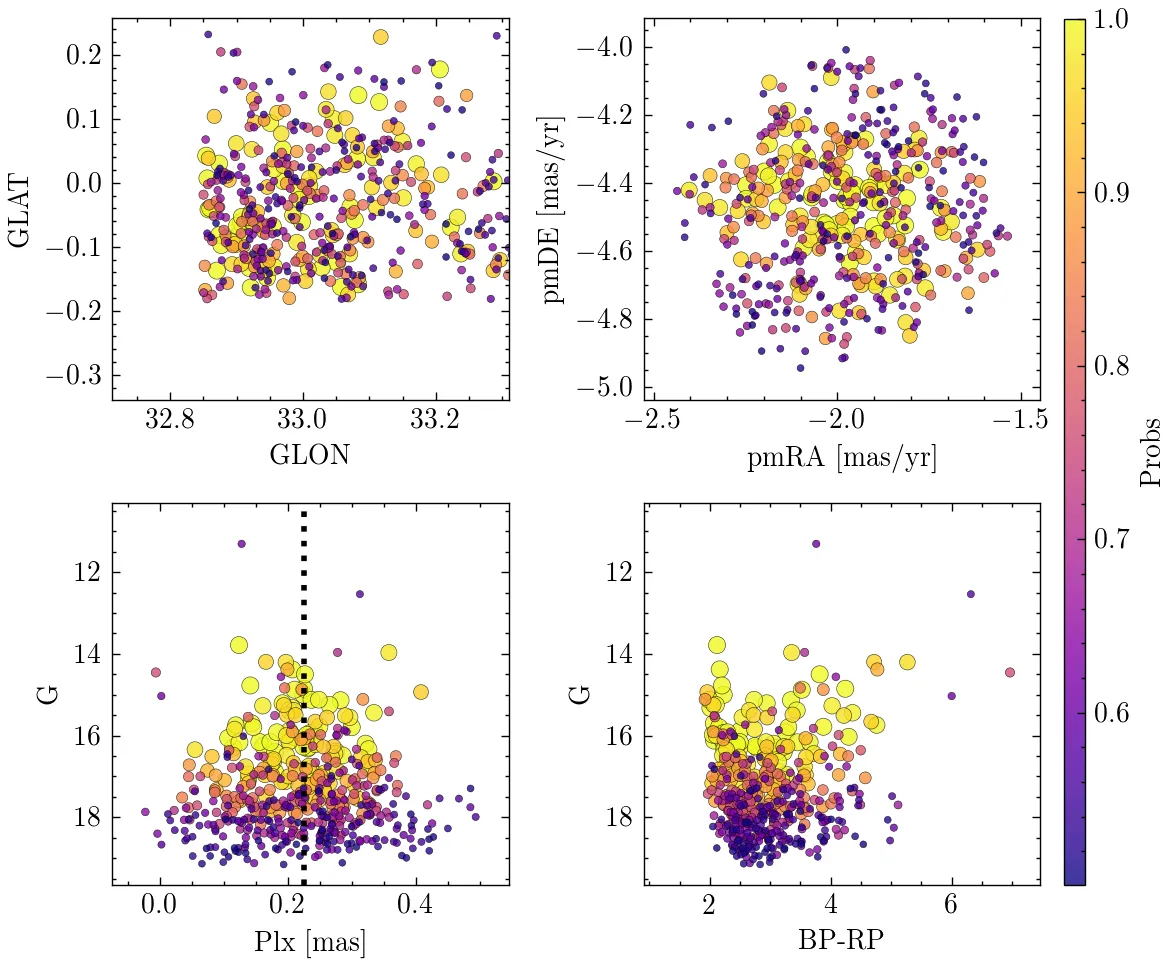 0.2
0.1
0.0
−0.1
−0.2
−0.3
GLAT
32.8 33.0 33.2
GLON
−4.0
−4.2
−4.4
−4.6
−4.8
−5.0
pmDE [mas/yr]
−2.5 −2.0 −1.5
pmRA [mas/yr]
12
14
16
18
G
0.0 0.2 0.4
Plx [mas]
12
14
16
18
G
2 4 6
BP-RP
1.0
0.9
0.8
0.7
0.6
Probs